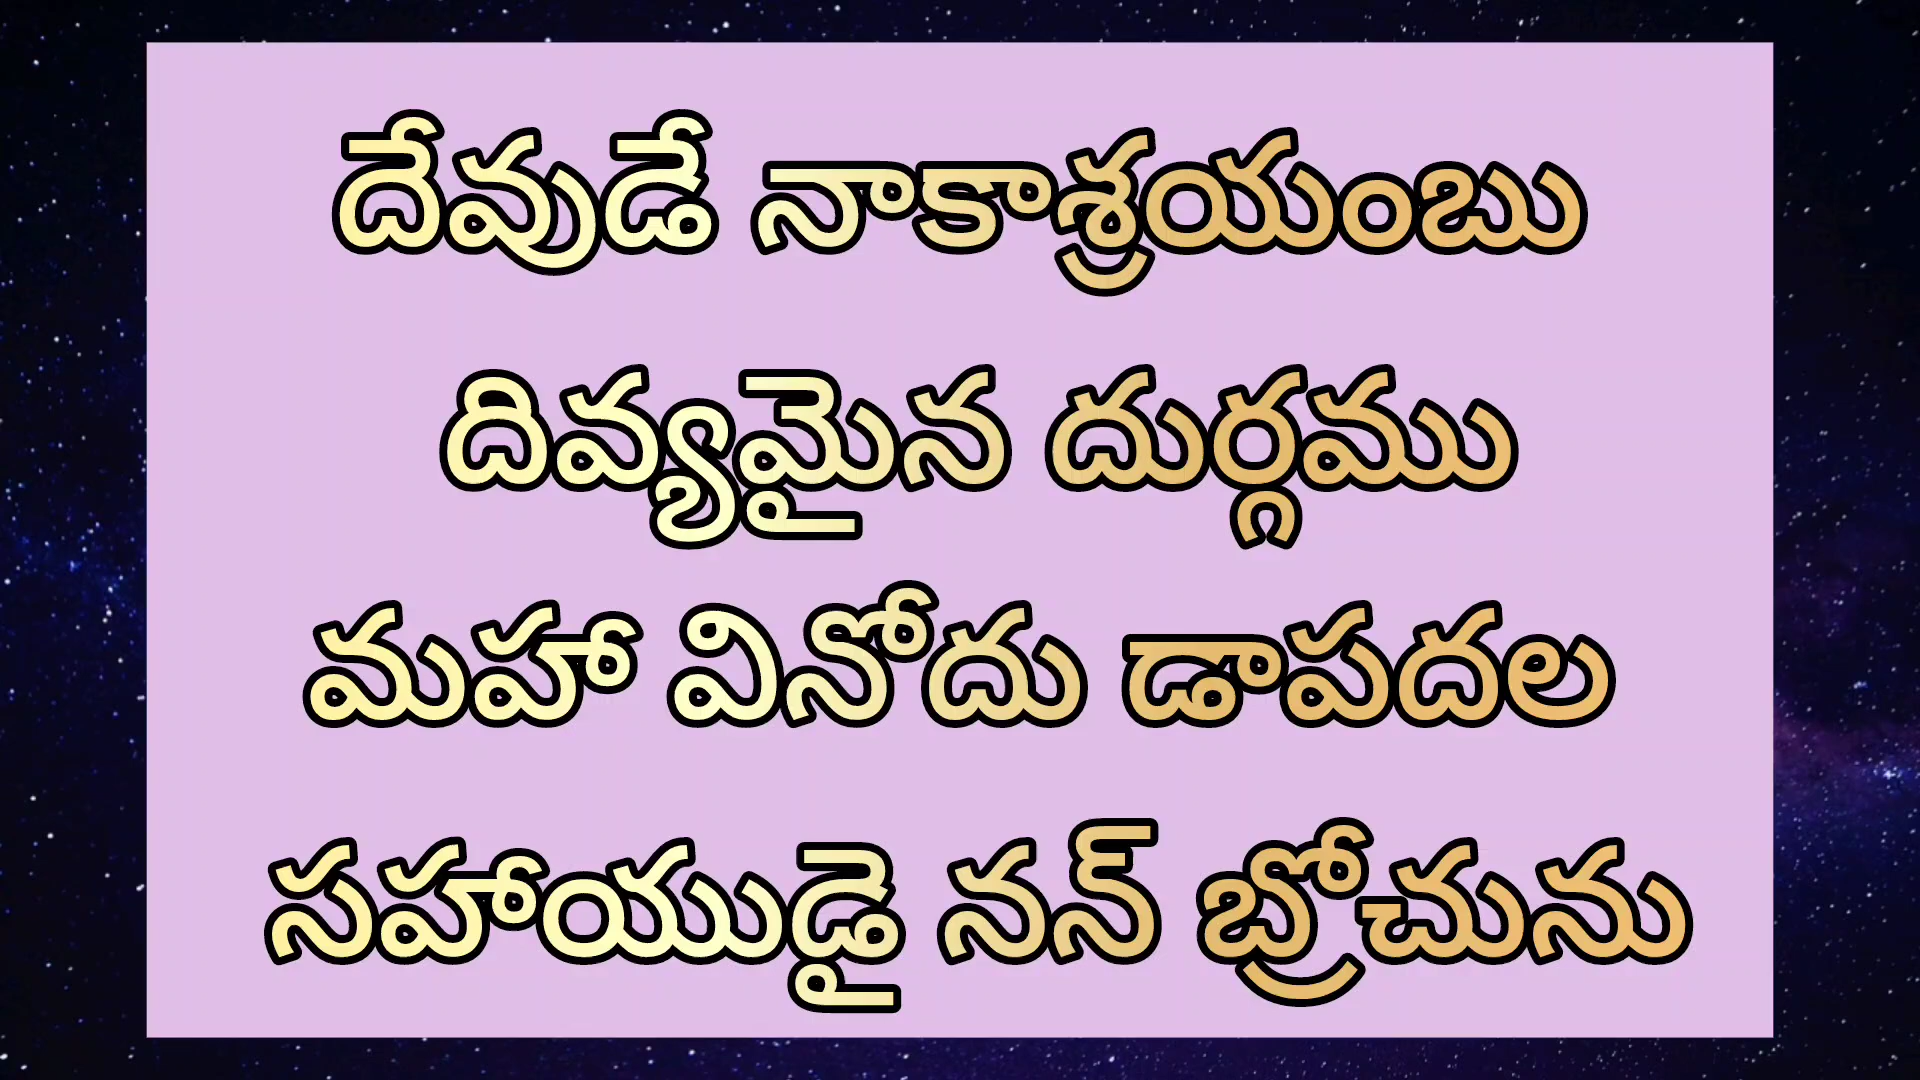 దేవుడే నాకాశ్రయంబు
దివ్యమైన దుర్గము
మహా వినోదు డాపదల
సహాయుడై నన్ బ్రోచును